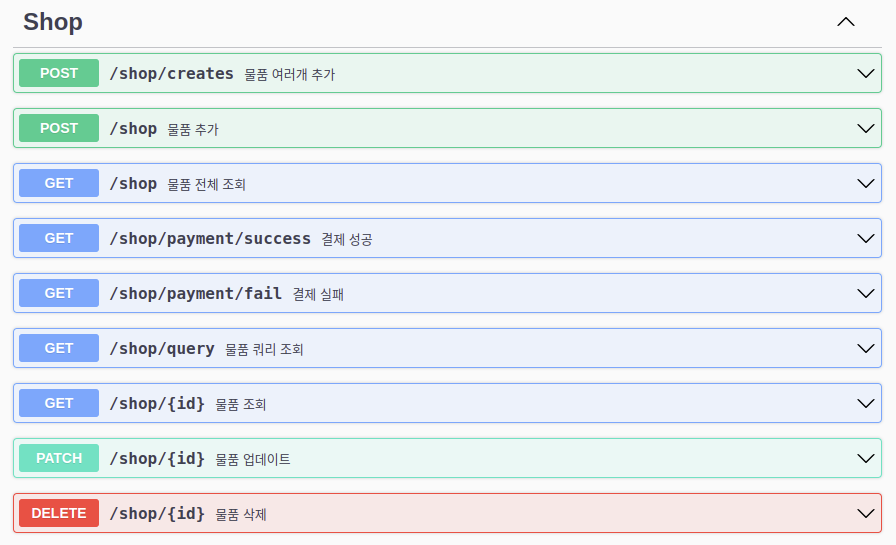 Shop
POST /shop/creates 물품 여러개 추가
POST /shop 물품 추가
GET /shop 물품 전체 조회
GET /shop/payment/success 결제 성공
GET /shop/payment/fail 결제 실패
GET /shop/query 물품 쿼리 조회
GET /shop/{id} 물품 조회
PATCH /shop/{id} 물품 업데이트
DELETE /shop/{id} 물품 삭제